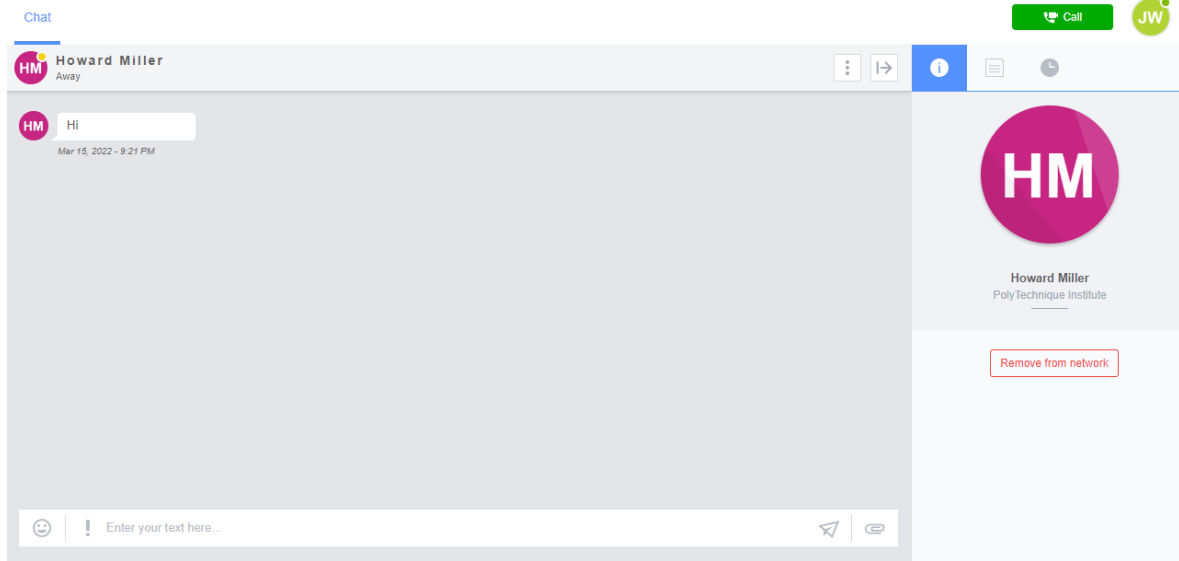 Chat
Call
JW
HM
Howard Miller
Away
HM
Hi
Mar 15, 2022 - 9:21 PM
Enter your text here...
HM
Howard Miller
PolyTechnique Institute
Remove from network